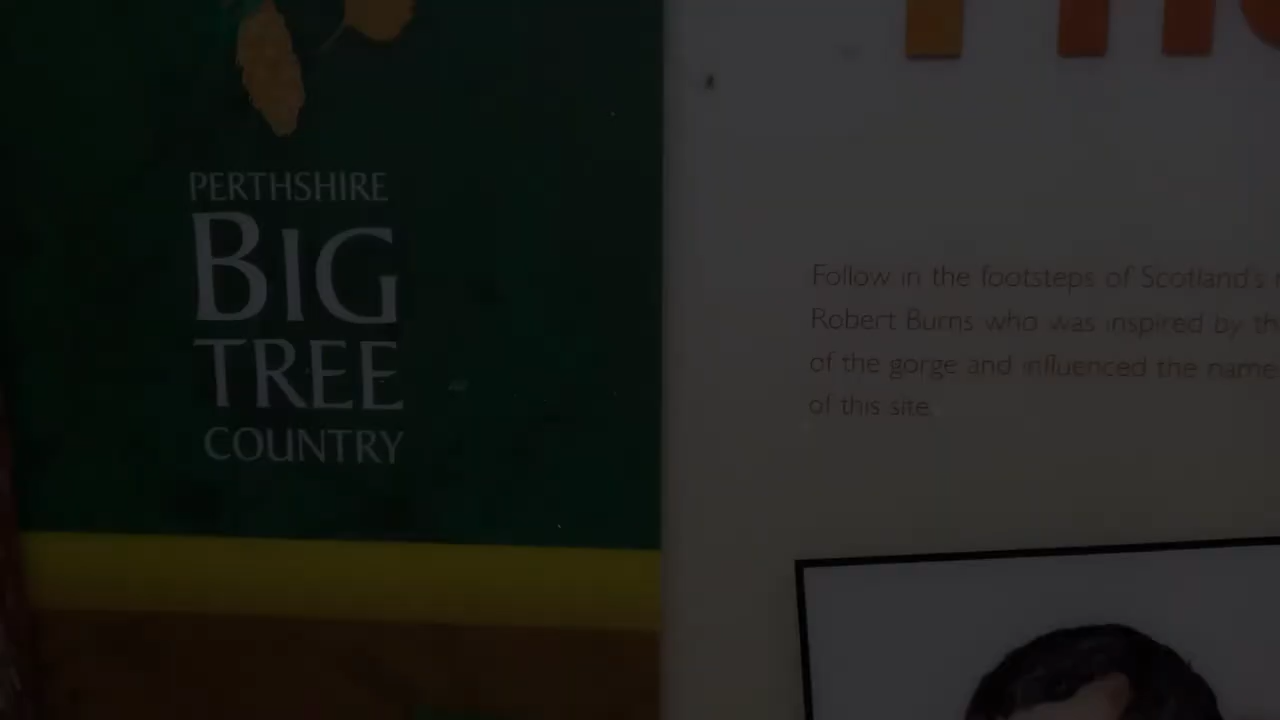 PERTHSHIRE
BIG
TREE
COUNTRY
Follow in the footsteps of Scotland's
Robert Burns who was inspired by
of the gorge and influenced the name
of this site.